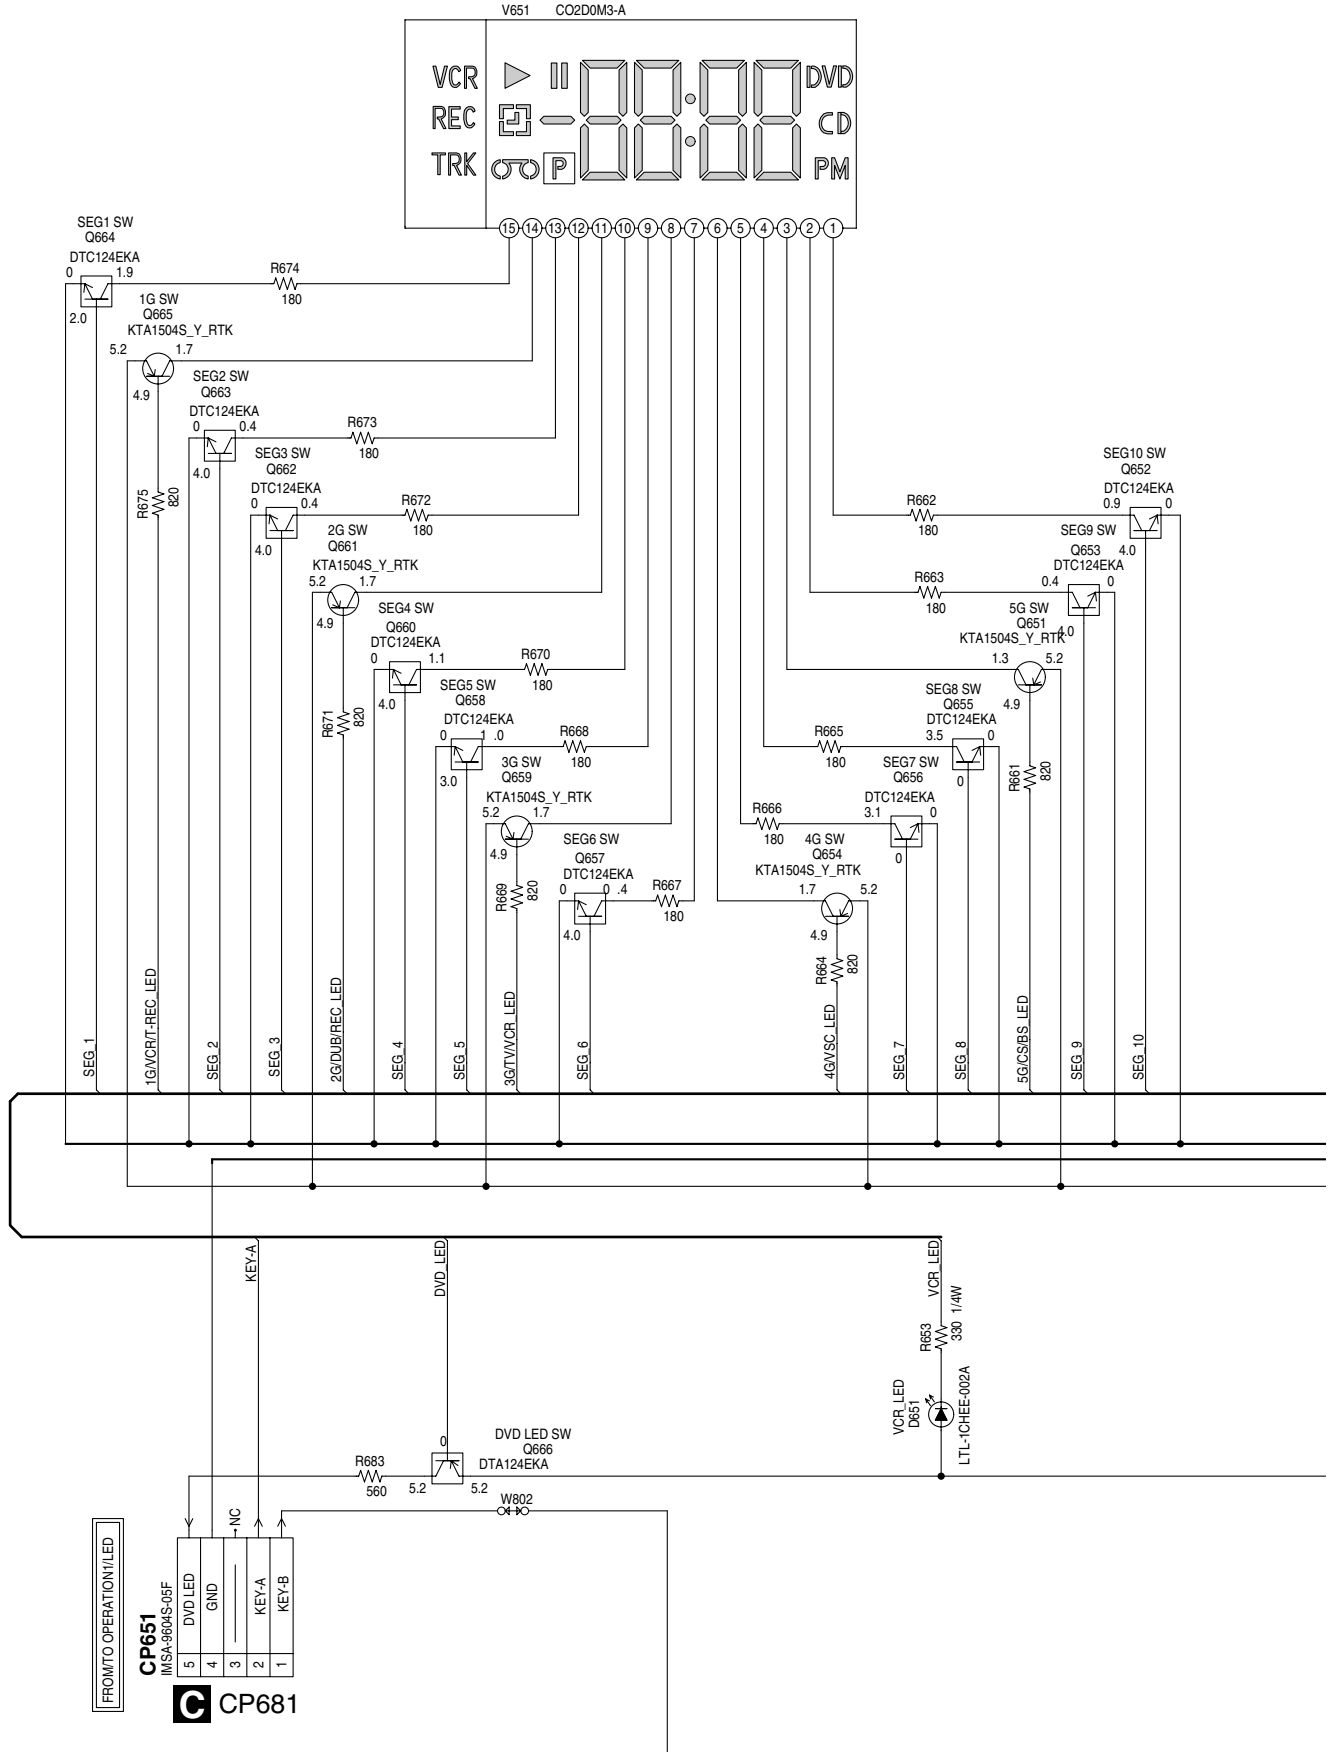 V651 CO2D0M3-A
VCR
REC
TRK
P
DVD
CD
PM
15 14 13 12 11 10 9 8 7 6 5 4 3 2 1
SEG1 SW
Q664
DTC124EKA
0 1.9
2.0
R674
180
1G SW
Q665
KTA1504S_Y_RTK
5.2 1.7
4.9
R675
820
SEG2 SW
Q663
DTC124EKA
0 0.4
4.0
R673
180
SEG3 SW
Q662
DTC124EKA
0 0.4
4.0
R672
180
2G SW
Q661
KTA1504S_Y_RTK
5.2 1.7
4.9
R671
820
SEG4 SW
Q660
DTC124EKA
0 1.1
4.0
R670
180
SEG5 SW
Q658
DTC124EKA
0 1 .0
3.0
R668
180
3G SW
Q659
KTA1504S_Y_RTK
5.2 1.7
4.9
R669
820
SEG6 SW
Q657
DTC124EKA
0 0 .4
4.0
R667
180
SEG10 SW
Q652
DTC124EKA
0.9 0
4.0
R662
180
SEG9 SW
Q653
DTC124EKA
0.4 0
4.0
R663
180
5G SW
Q651
KTA1504S_Y_RTK
1.3 5.2
4.9
R661
820
SEG8 SW
Q655
DTC124EKA
3.5 0
0
R665
180
SEG7 SW
Q656
DTC124EKA
3.1 0
0
R666
180
4G SW
Q654
KTA1504S_Y_RTK
1.7 5.2
4.9
R664
820
SEG_1
1G/VCR/T-REC_LED
SEG_2
SEG_3
2G/DUB/REC_LED
SEG_4
SEG_5
3G/TV/VCR_LED
SEG_6
4G/VSC_LED
SEG_7
SEG_8
5G/CS/BS_LED
SEG_9
SEG_10
KEY-A
DVD_LED
VCR_LED
R653
330 1/4W
VCR_LED
D651
LTL-1CHEE-002A
DVD LED SW
Q666
DTA124EKA
0
5.2 5.2
R683
560
W802
NC
FROM/TO OPERATION1/LED
CP651
IMSA-9604S-05F
5 DVD LED
4 GND
3
2 KEY-A
1 KEY-B
C CP681